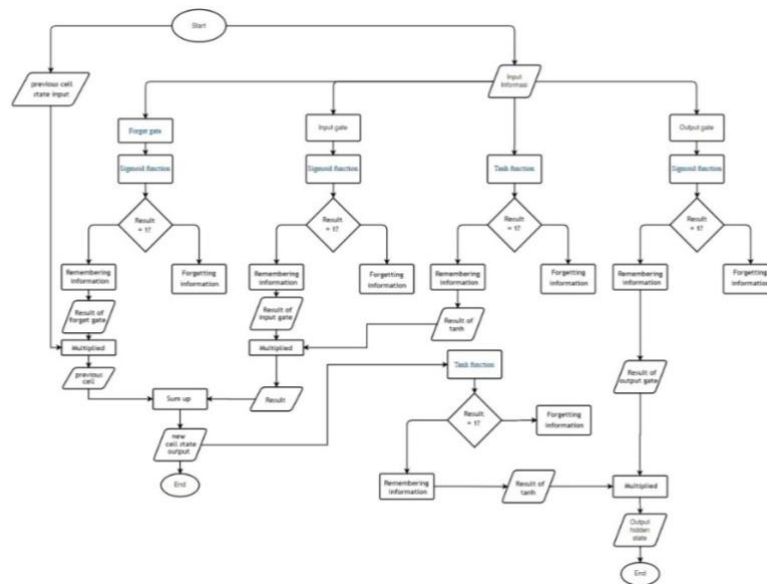 Start
previous cell
state input
Input
Informasi
Forget gate
Input gate
Output gate
Sigmoid function
Sigmoid function
Tank function
Sigmoid function
Result
= 1?
Result
= 1?
Result
= 1?
Result
= 1?
Remembering
information
Forgetting
information
Remembering
information
Forgetting
information
Remembering
information
Forgetting
information
Remembering
information
Forgetting
information
Result of
forget gate
Result of
input gate
Result of
tanh
Multiplied
Multiplied
previous
cell
Sum up
Result
Tank function
Result of
output gate
new
cell state
output
Result
= 1?
Forgetting
information
End
Remembering
information
Result of
tanh
Multiplied
Output
hidden
state
End